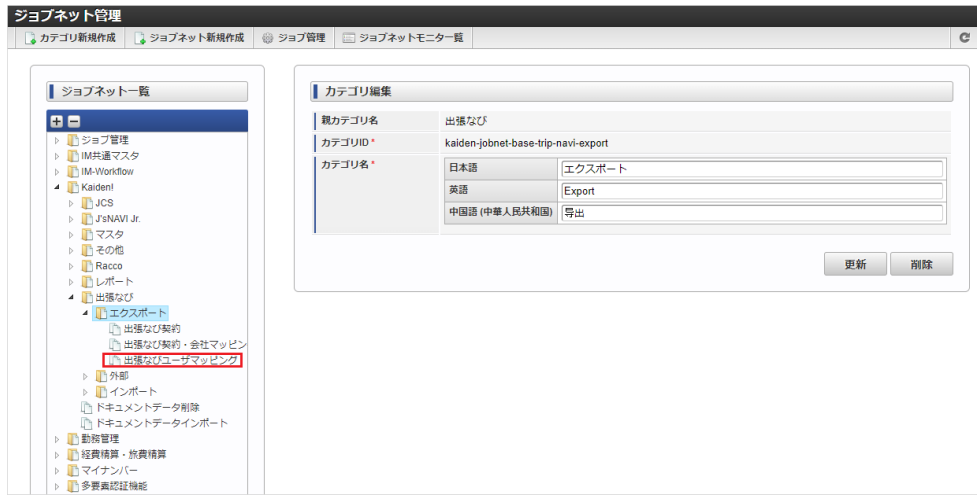 ジョブネット管理
カテゴリ新規作成 ジョブネット新規作成 ジョブ管理 ジョブネットモニター覧
ジョブネット一覧
ジョブ管理
IM共通マスタ
IM-Workflow
Kaiden!
JCS
J'sNAVI Jr.
マスタ
その他
Racco
レポート
出張なび
エクスポート
出張なび契約
出張なび契約・会社マッピン
出張なびユーザマッピング
外部
インポート
ドキュメントデータ削除
ドキュメントデータインポート
勤務管理
経費精算・旅費精算
マイナンバー
多要素認証機能
カテゴリ編集
親カテゴリ名 出張なび
カテゴリID* kaiden-jobnet-base-trip-navi-export
カテゴリ名* 日本語 エクスポート
英語 Export
中国語 (中華人民共和国) 导出
更新 削除